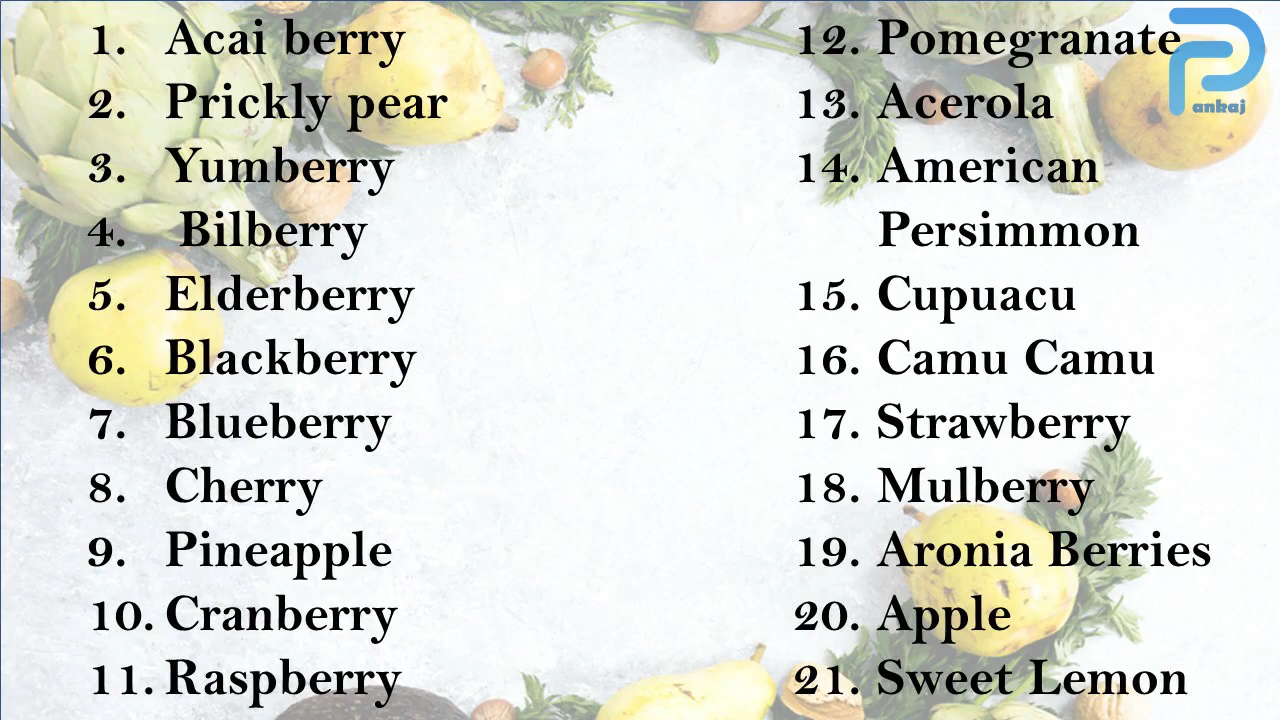 1. Acai berry
2. Prickly pear
3. Yumberry
4. Bilberry
5. Elderberry
6. Blackberry
7. Blueberry
8. Cherry
9. Pineapple
10. Cranberry
11. Raspberry
12. Pomegranate
13. Acerola
14. American
Persimmon
15. Cupuacu
16. Camu Camu
17. Strawberry
18. Mulberry
19. Aronia Berries
20. Apple
21. Sweet Lemon
Pankaj